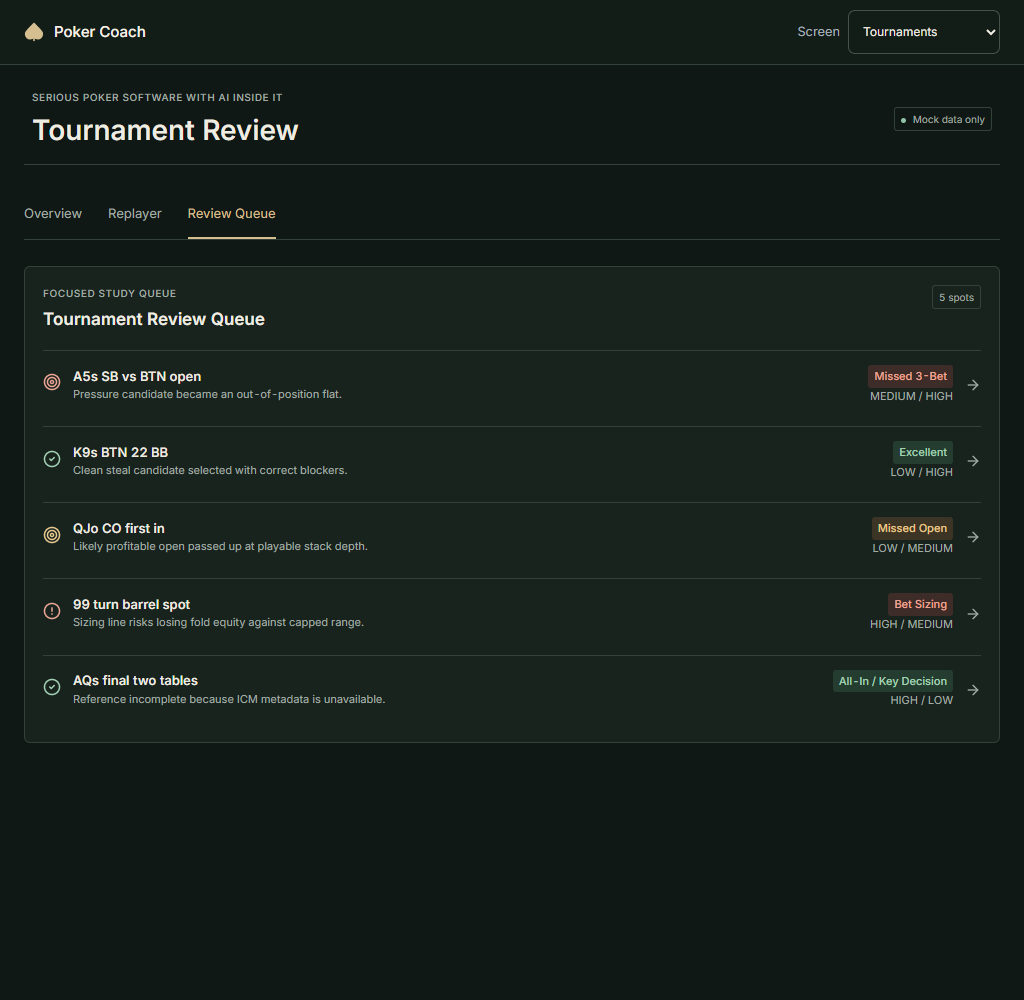 Poker Coach
Screen
Tournaments
SERIOUS POKER SOFTWARE WITH AI INSIDE IT
Tournament Review
Mock data only
Overview
Replayer
Review Queue
FOCUSED STUDY QUEUE
Tournament Review Queue
5 spots
A5s SB vs BTN open
Pressure candidate became an out-of-position flat.
Missed 3-Bet
MEDIUM / HIGH
K9s BTN 22 BB
Clean steal candidate selected with correct blockers.
Excellent
LOW / HIGH
QJo CO first in
Likely profitable open passed up at playable stack depth.
Missed Open
LOW / MEDIUM
99 turn barrel spot
Sizing line risks losing fold equity against capped range.
Bet Sizing
HIGH / MEDIUM
AQs final two tables
Reference incomplete because ICM metadata is unavailable.
All-In / Key Decision
HIGH / LOW